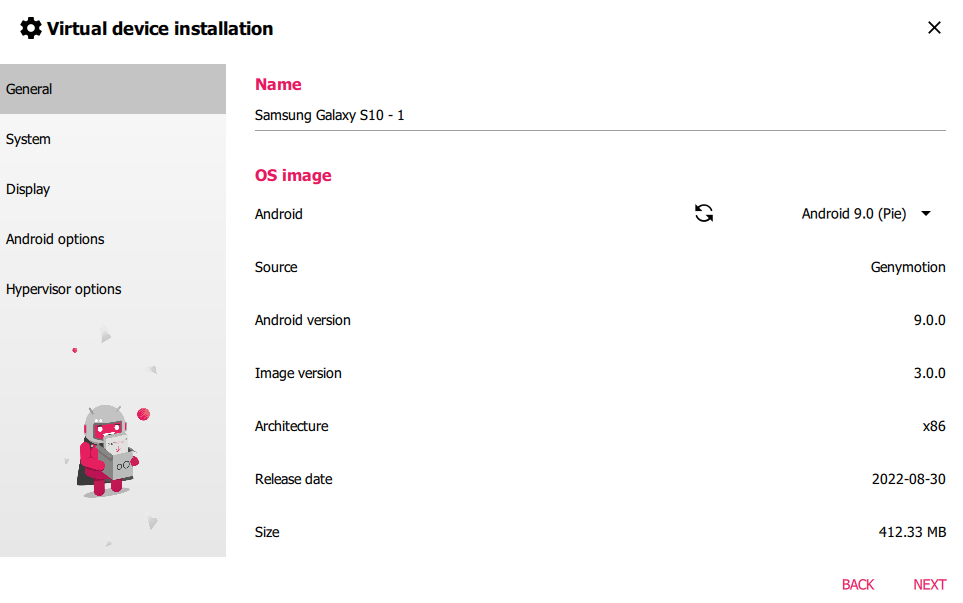 Virtual device installation
General
System
Display
Android options
Hypervisor options
Name
Samsung Galaxy S10 - 1
OS image
Android Android 9.0 (Pie)
Source Genymotion
Android version 9.0.0
Image version 3.0.0
Architecture x86
Release date 2022-08-30
Size 412.33 MB
BACK NEXT